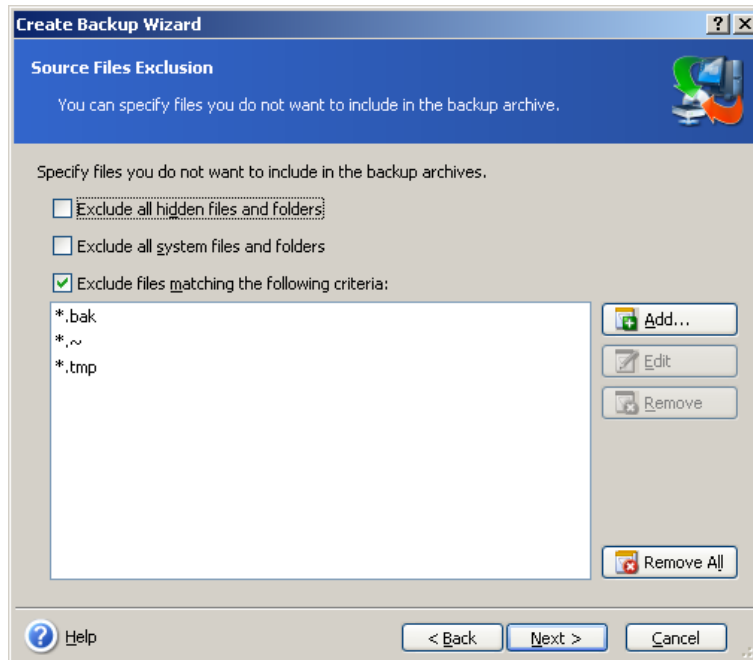 Create Backup Wizard
Source Files Exclusion
You can specify files you do not want to include in the backup archive.
Specify files you do not want to include in the backup archives.
Exclude all hidden files and folders
Exclude all system files and folders
Exclude files matching the following criteria:
*.bak
*.~
*.tmp
Add...
Edit
Remove
Remove All
Help
< Back
Next >
Cancel